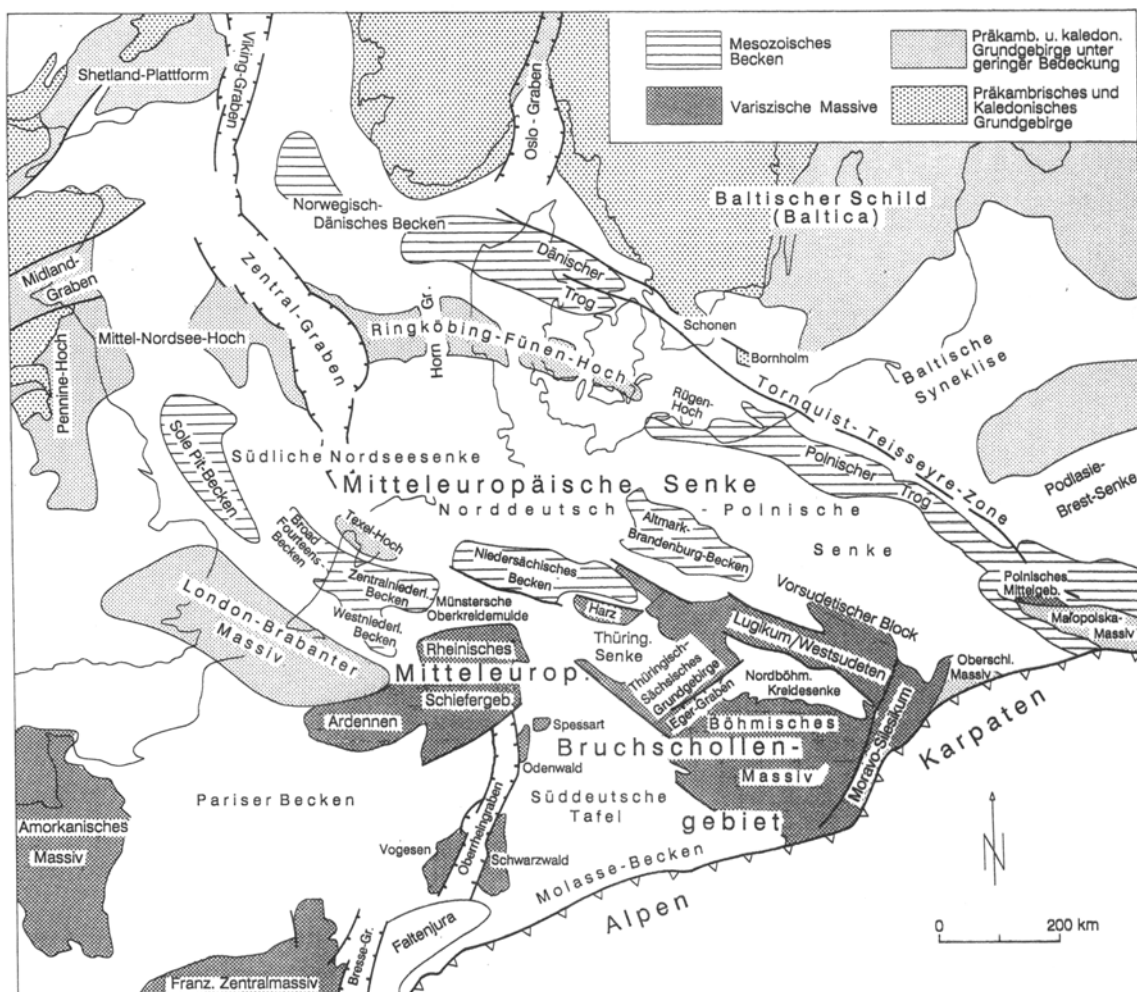 Mesozoisches
Becken
Variszische Massive
Präkamb. u. kaledon.
Grundgebirge unter
geringer Bedeckung
Präkambrisches und
Kaledonisches
Grundgebirge
Shetland-Plattform
Viking-Graben
Oslo-Graben
Baltischer Schild
(Baltica)
Norwegisch-
Dänisches Becken
Dänischer
Trog
Midland-
Graben
Zentral-Graben
Mittel-Nordsee-Hoch
Horn Gr.
Ringköbing-Fünen-Hoch
Schonen
Bornholm
Baltische
Syneklise
Pennine-Hoch
Rügen-
Hoch
Tornquist-Teisseyre-Zone
Sole Pit-Becken
Südliche Nordseesenke
Polnischer
Trog
Podlasie-
Brest-Senke
Mitteleuropäische Senke
Norddeutsch - Polnische
Senke
Broad
Fourteens-
Becken
Texel-Hoch
Altmark-
Brandenburg-Becken
Niedersächsisches
Becken
Zentralniederl.
Becken
Westniederl.
Becken
Münstersche
Oberkreidemulde
London-Brabanter
Massiv
Harz
Vorsudetischer Block
Polnisches
Mittelgeb.
Małopolska-
Massiv
Rheinisches
Schiefergeb.
Thüring.
Senke
Thüringisch-
Sächsisches
Grundgebirge
Lugikum/Westsudeten
Oberschl.
Massiv
Mitteleurop.
Nordböhm.
Kreidesenke
Eger-Graben
Ardennen
Spessart
Böhmisches
Massiv
Moravo-Silesikum
Karpaten
Bruchschollen-
gebiet
Odenwald
Pariser Becken
Süddeutsche
Tafel
Amorkanisches
Massiv
Vogesen
Oberrheingraben
Schwarzwald
Molasse-Becken
Alpen
Faltenjura
Bresse-Gr.
Franz. Zentralmassiv
N
0 200 km